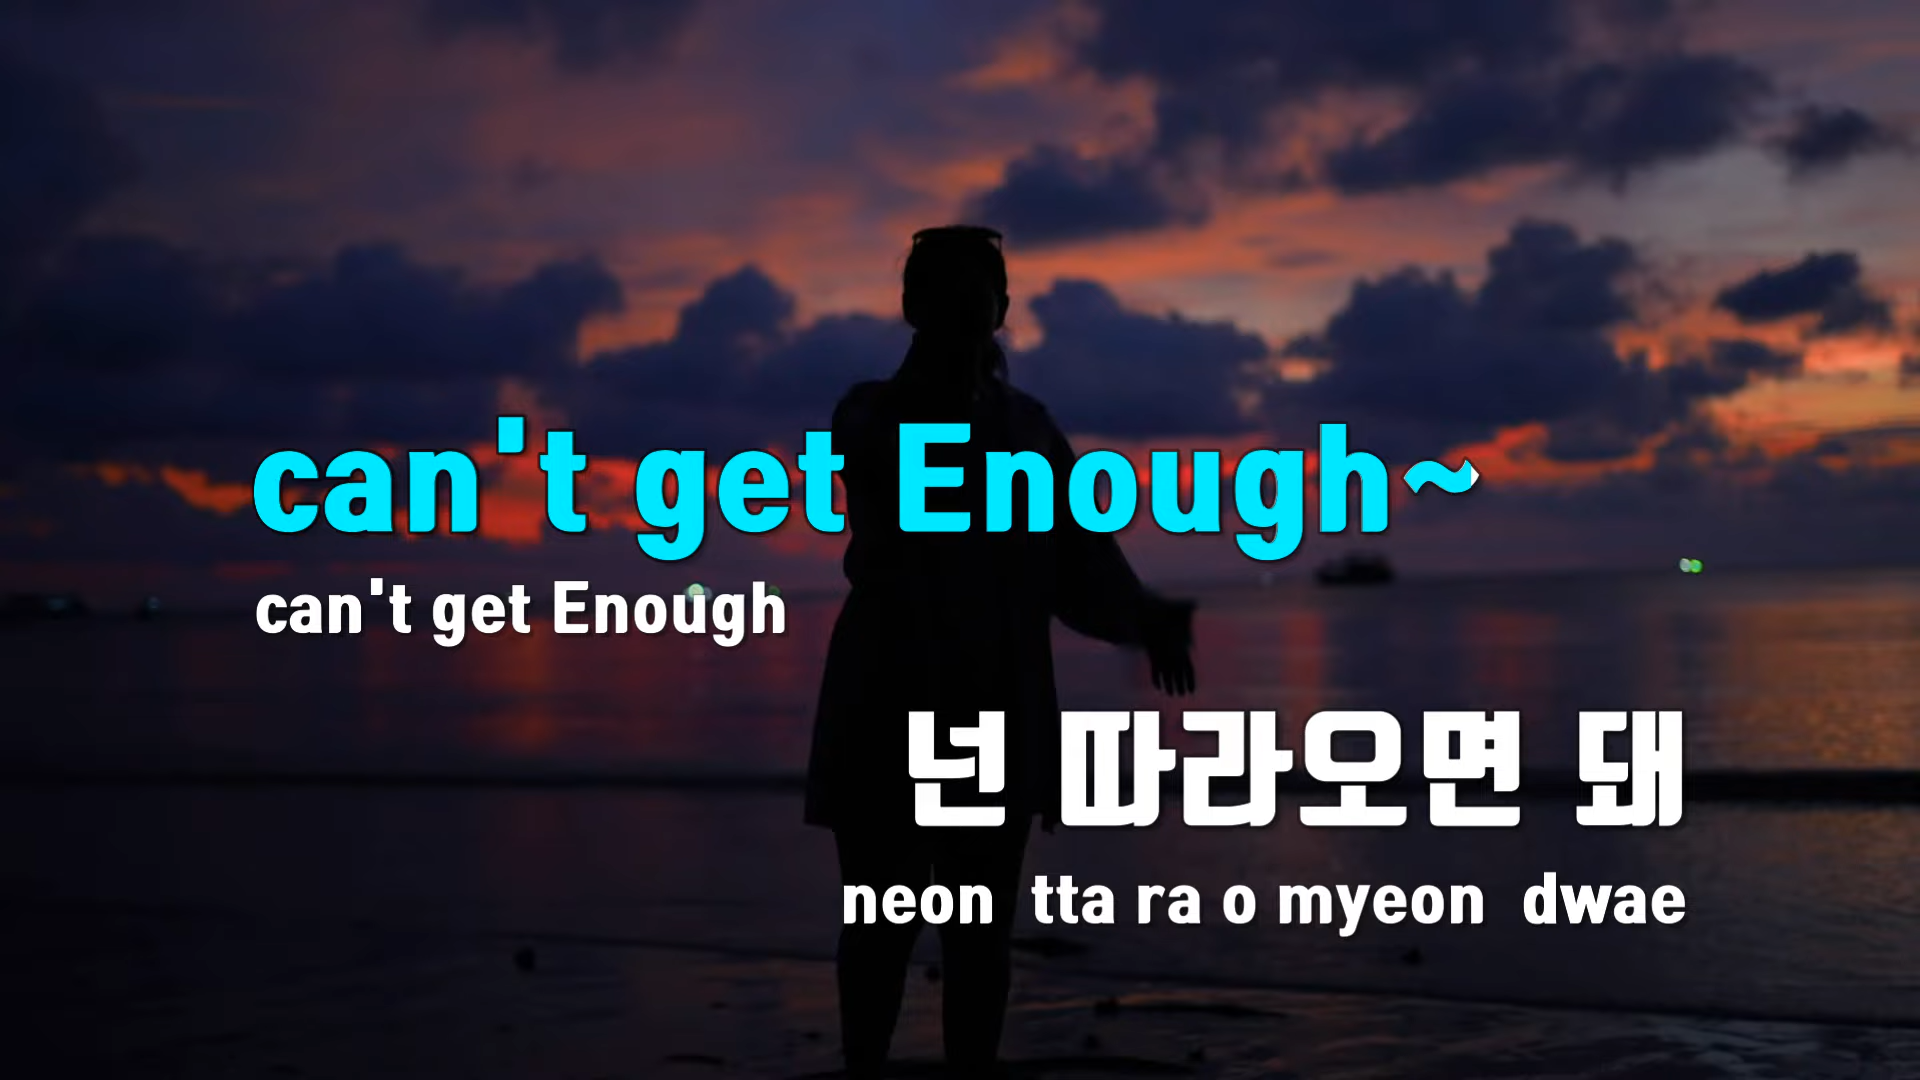 can't get Enough~
can't get Enough
넌 따라오면 돼
neon tta ra o myeon dwae